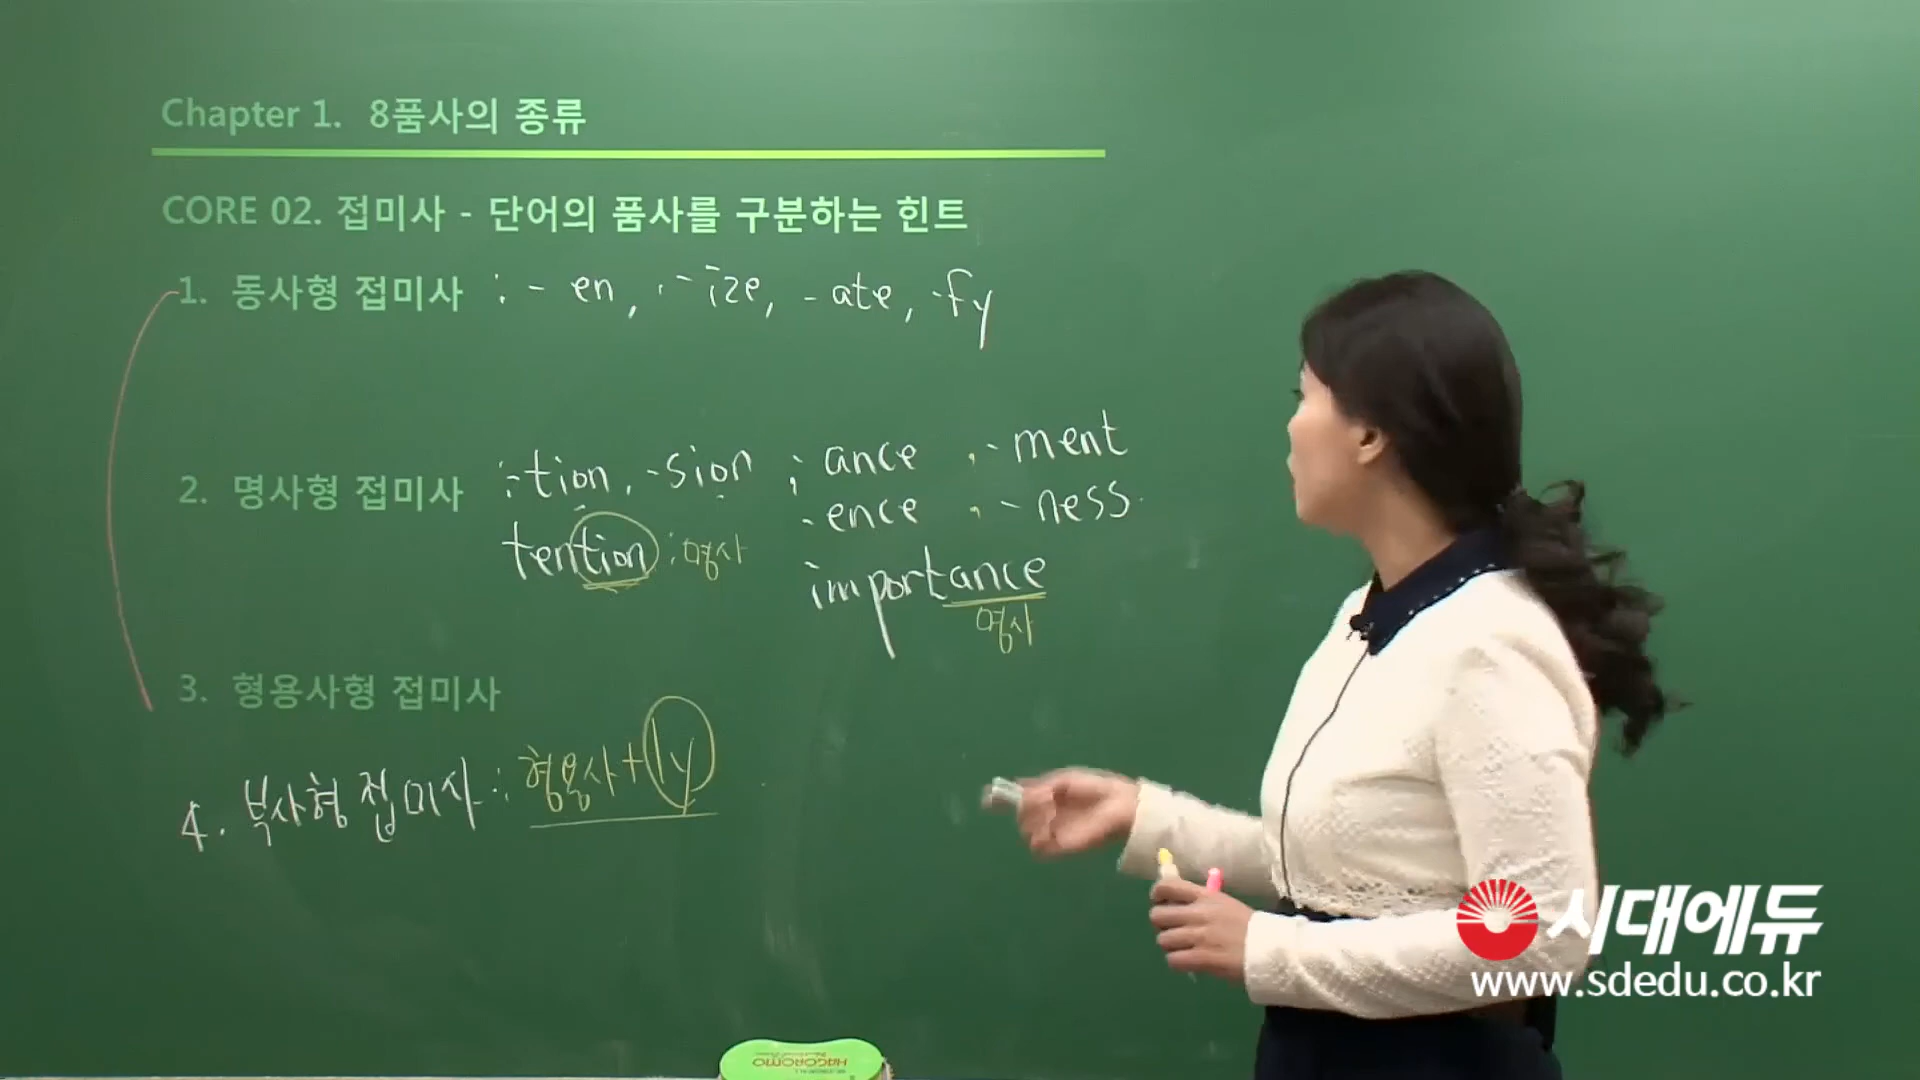 Chapter 1. 8품사의 종류
CORE 02. 접미사 - 단어의 품사를 구분하는 힌트
1. 동사형 접미사 : - en, - ize, - ate, -fy
2. 명사형 접미사 : -tion, -sion, -ance, - ment
-ence, - ness.
tention : 명사
importance
명사
3. 형용사형 접미사
4. 부사형 접미사 : 형용사+ly
시대에듀
www.sdedu.co.kr
HAGOROMO